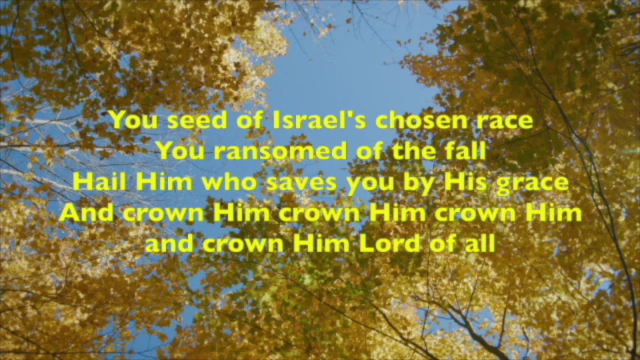 You seed of Israel's chosen race
You ransomed of the fall
Hail Him who saves you by His grace
And crown Him crown Him crown Him
and crown Him Lord of all